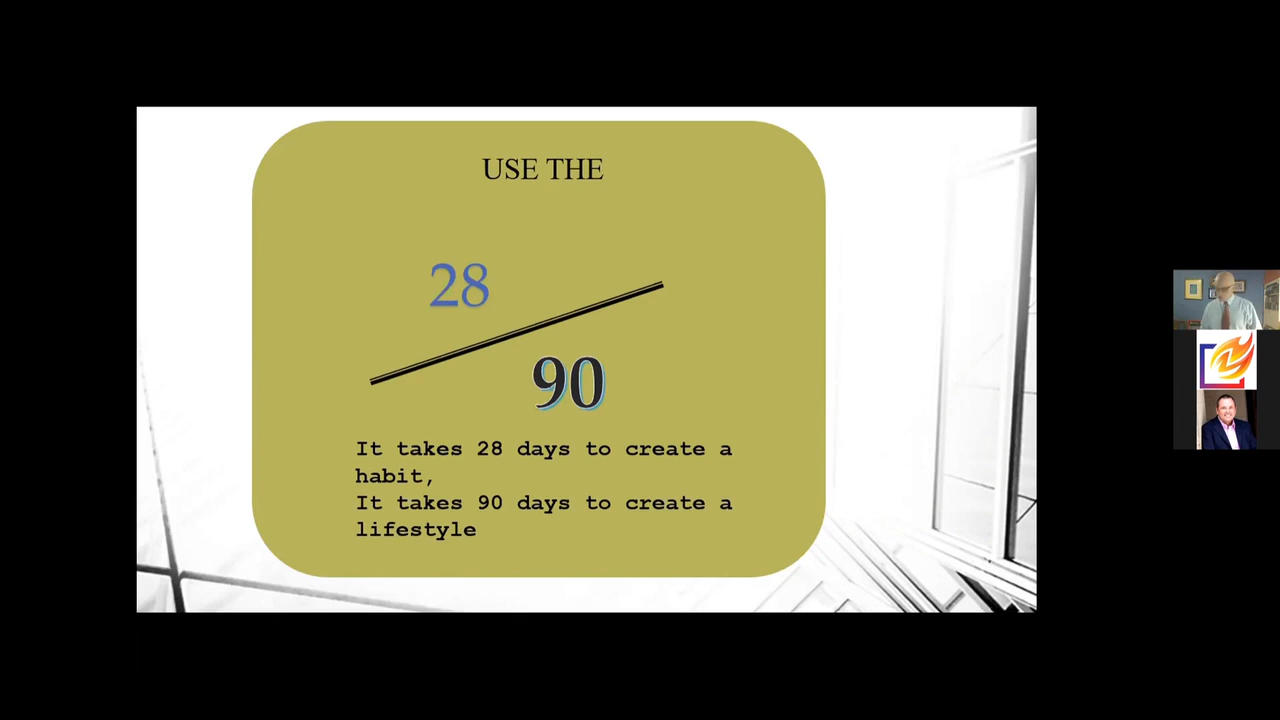 USE THE
28
90
It takes 28 days to create a
habit,
It takes 90 days to create a
lifestyle